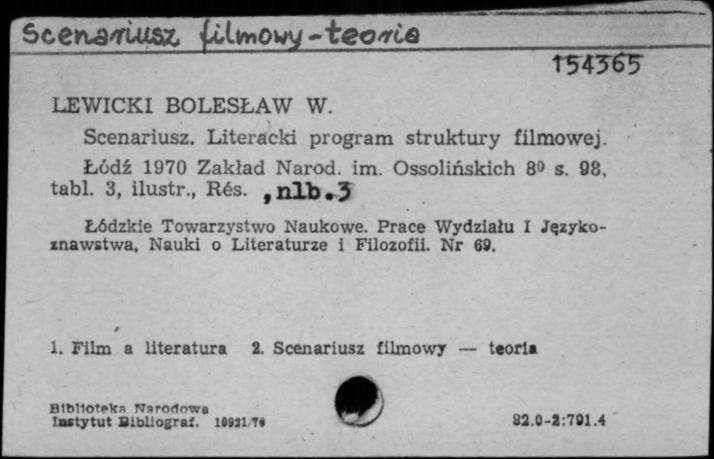 Scenariusz filmowy-teoria
154365
LEWICKI BOLESŁAW W.
Scenariusz. Literacki program struktury filmowej.
Łódź 1970 Zakład Narod. im. Ossolińskich 8⁰ s. 98,
tabl. 3, ilustr., Rés. , nlb. 3
Łódzkie Towarzystwo Naukowe. Prace Wydziału I Języko-
znawstwa, Nauki o Literaturze i Filozofii. Nr 69.
1. Film a literatura 2. Scenariusz filmowy — teoria
Biblioteka Narodowa
Instytut Bibliograf. 10921/70
82.0-2:791.4